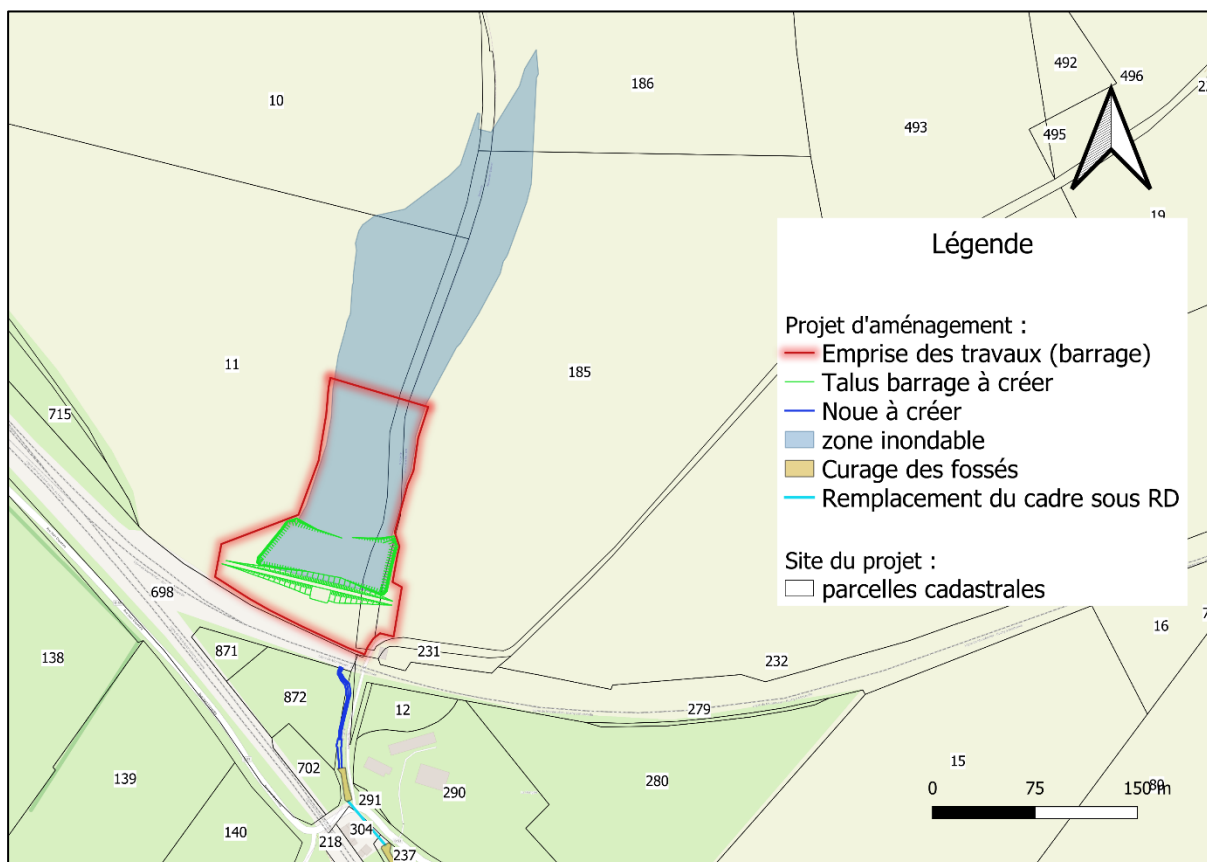 492
496
186
10
493
495
19
Légende
Projet d'aménagement :
Emprise des travaux (barrage)
Talus barrage à créer
Noue à créer
zone inondable
Curage des fossés
Remplacement du cadre sous RD
Site du projet :
parcelles cadastrales
11
185
715
698
231
16
138
871
232
872
12
279
702
15
139
280
290
291
0 75 150 m
304
140
218
237